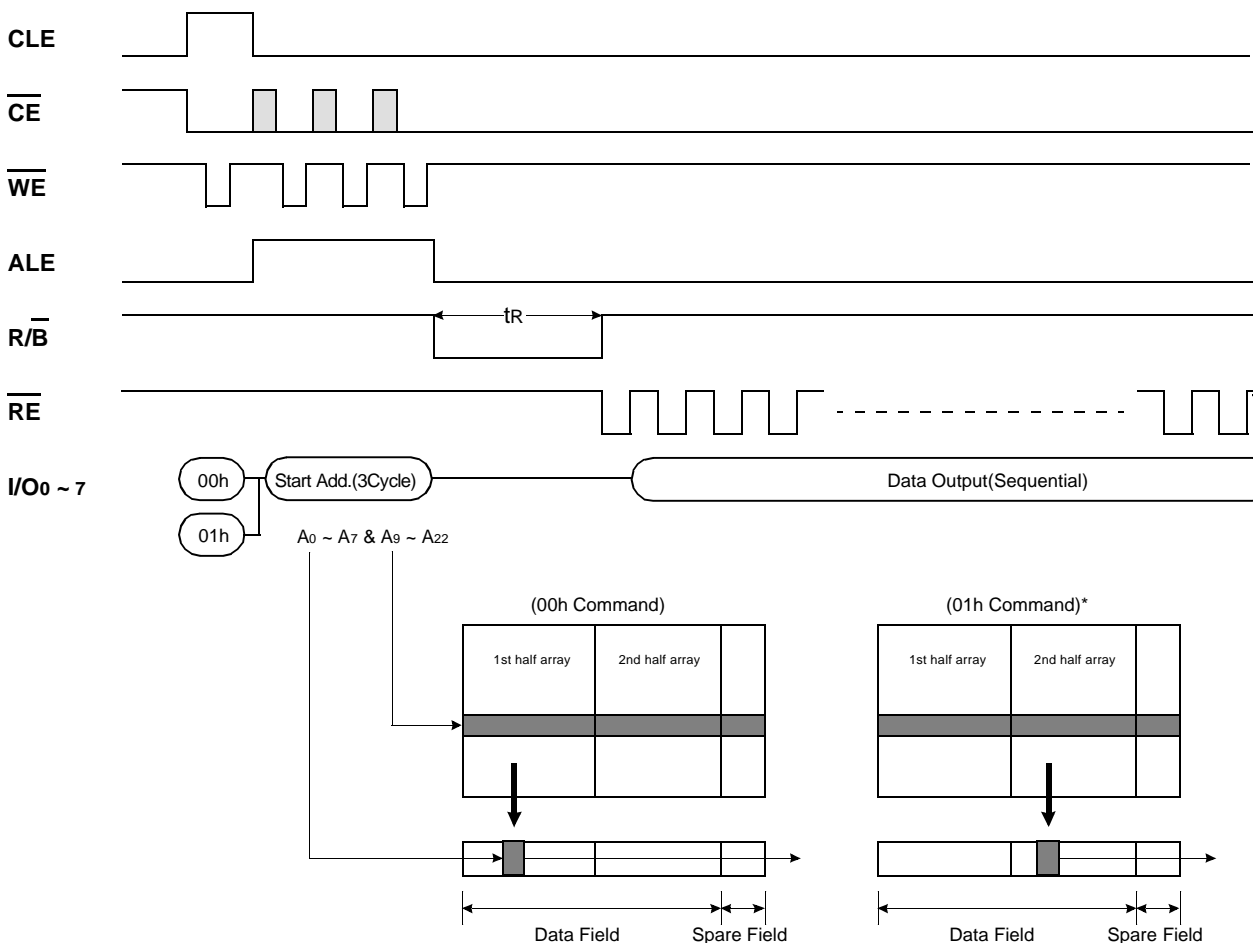 CLE
CE
WE
ALE
R/B
tR
RE
I/O0 ~ 7
00h
Start Add.(3Cycle)
Data Output(Sequential)
01h
A0 ~ A7 & A9 ~ A22
(00h Command)
(01h Command)*
1st half array
2nd half array
1st half array
2nd half array
Data Field
Spare Field
Data Field
Spare Field